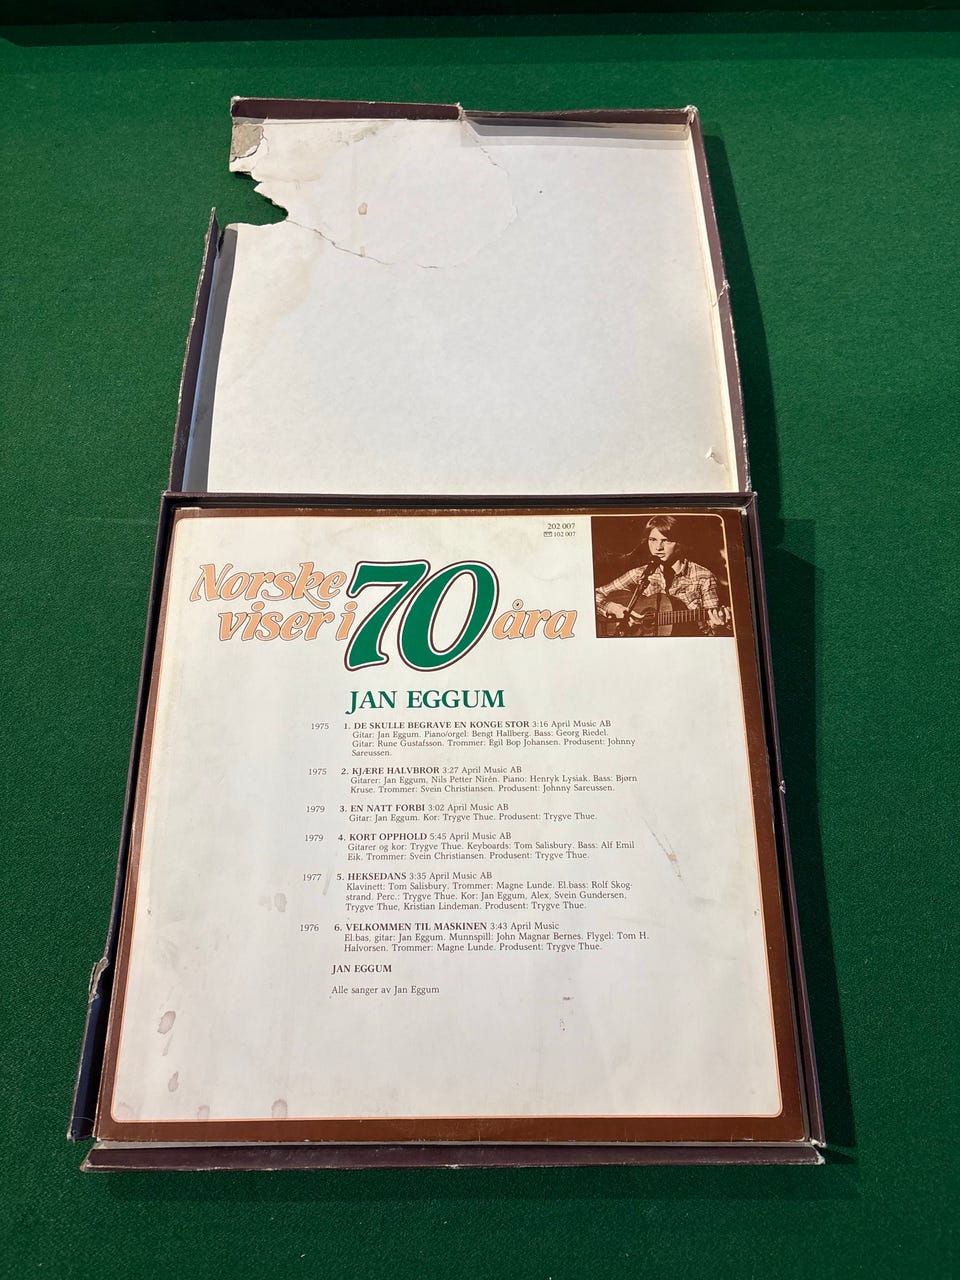 202 007
102 007
Norske
viser i 70 åra
JAN EGGUM
1975 1. DE SKULLE BEGRAVE EN KONGE STOR 3:16 April Music AB
Gitar: Jan Eggum. Piano/orgel: Bengt Hallberg. Bass: Georg Riedel.
Gitar: Rune Gustafsson. Trommer: Egil Bop Johansen. Produsent: Johnny
Sareussen.
1975 2. KJÆRE HALVBROR 3:27 April Music AB
Gitarer: Jan Eggum, Nils Petter Nirén. Piano: Henryk Lysiak. Bass: Bjørn
Kruse. Trommer: Svein Christiansen. Produsent: Johnny Sareussen.
1979 3. EN NATT FORBI 3:02 April Music AB
Gitar: Jan Eggum. Kor: Trygve Thue. Produsent: Trygve Thue.
1979 4. KORT OPPHOLD 5:45 April Music AB
Gitarer og kor: Trygve Thue. Keyboards: Tom Salisbury. Bass: Alf Emil
Eik. Trommer: Svein Christiansen. Produsent: Trygve Thue.
1977 5. HEKSEDANS 3:35 April Music AB
Klavinett: Tom Salisbury. Trommer: Magne Lunde. El.bass: Rolf Skog-
strand. Perc.: Trygve Thue. Kor: Jan Eggum, Alex, Svein Gundersen,
Trygve Thue, Kristian Lindeman. Produsent: Trygve Thue.
1976 6. VELKOMMEN TIL MASKINEN 3:43 April Music
El.bas, gitar: Jan Eggum. Munnspill: John Magnar Bernes. Flygel: Tom H.
Halvorsen. Trommer: Magne Lunde. Produsent: Trygve Thue.
JAN EGGUM
Alle sanger av Jan Eggum